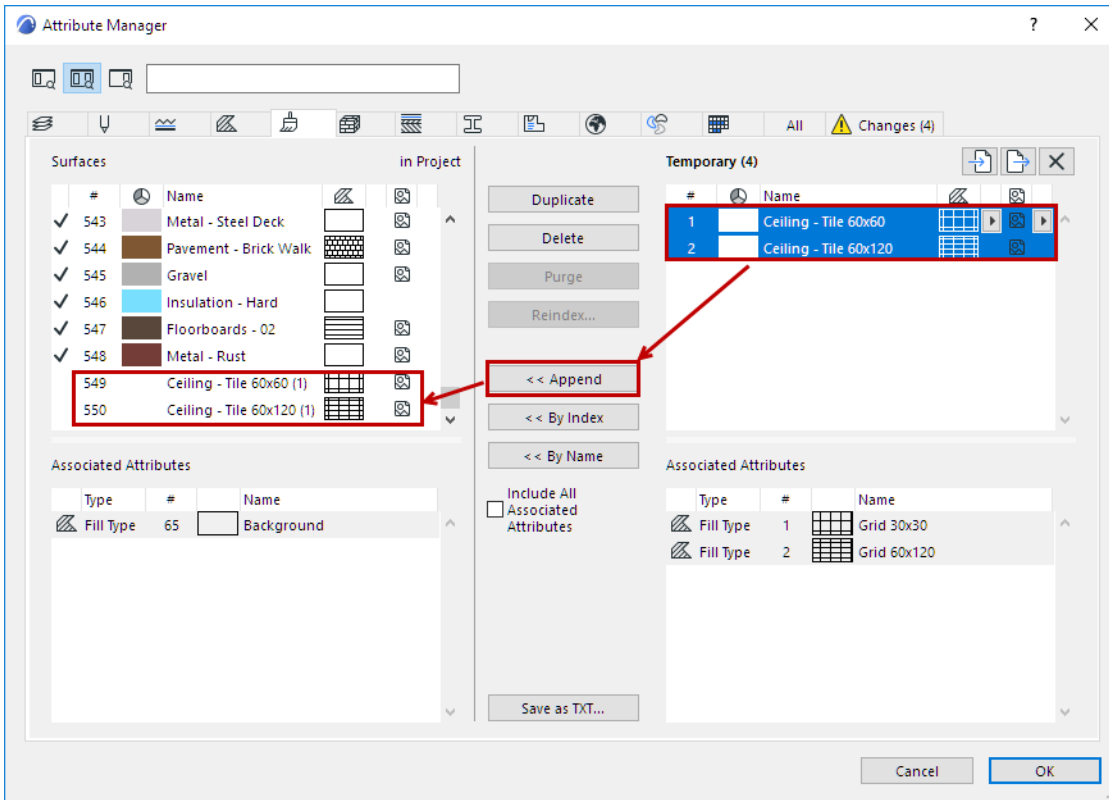 Attribute Manager
?
All
Changes (4)
Surfaces
in Project
# Name
543 Metal - Steel Deck
544 Pavement - Brick Walk
545 Gravel
546 Insulation - Hard
547 Floorboards - 02
548 Metal - Rust
549 Ceiling - Tile 60x60 (1)
550 Ceiling - Tile 60x120 (1)
Associated Attributes
Type # Name
Fill Type 65 Background
Duplicate
Delete
Purge
Reindex...
<< Append
<< By Index
<< By Name
Include All
Associated
Attributes
Save as TXT...
Temporary (4)
# Name
1 Ceiling - Tile 60x60
2 Ceiling - Tile 60x120
Associated Attributes
Type # Name
Fill Type 1 Grid 30x30
Fill Type 2 Grid 60x120
Cancel
OK